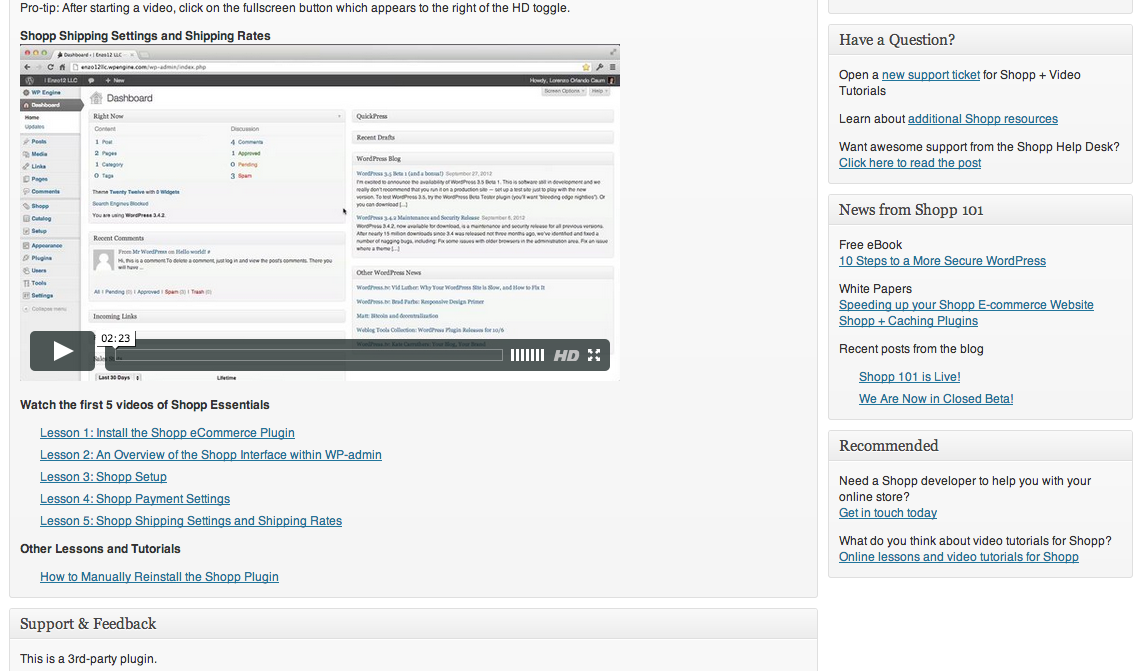 Pro-tip: After starting a video, click on the fullscreen button which appears to the right of the HD toggle.
Shopp Shipping Settings and Shipping Rates
Dashboard ‹ I Enzo12 LLC —
enzo12llc.wpengine.com/wp-admin/index.php
I Enzo12 LLC
+ New
Howdy, Lorenzo Orlando Caum
WP Engine
Dashboard
Home
Updates
Posts
Media
Links
Pages
Comments
Shopp
Catalog
Setup
Appearance
Plugins
Users
Tools
Settings
Collapse menu
Dashboard
Screen Options
Help
Right Now
Content
Discussion
1 Post
4 Comments
2 Pages
1 Approved
1 Category
0 Pending
0 Tags
3 Spam
Theme Twenty Twelve with 0 Widgets
Search Engines Blocked
You are using WordPress 3.4.2.
Recent Comments
From Mr WordPress on Hello world! #
Hi, this is a comment.To delete a comment, just log in and view the post's comments. There you
will have ...
All | Pending (0) | Approved | Spam (3) | Trash (0)
Incoming Links
Last 30 Days
Lifetime
QuickPress
Recent Drafts
WordPress Blog
WordPress 3.5 Beta 1 (and a bonus!) September 27, 2012
I'm excited to announce the availability of WordPress 3.5 Beta 1. This is software still in development and we
really don't recommend that you run it on a production site — set up a test site just to play with the new
version. To test WordPress 3.5, try the WordPress Beta Tester plugin (you'll want "bleeding edge nightlies"). Or
you can download [...]
WordPress 3.4.2 Maintenance and Security Release September 6, 2012
WordPress 3.4.2, now available for download, is a maintenance and security release for all previous versions.
After nearly 15 million downloads since 3.4 was released not three months ago, we've identified and fixed a
number of nagging bugs, including: Fix some issues with older browsers in the administration area. Fix an issue
where a theme [...]
Other WordPress News
WordPress.tv: Vid Luther: Why Your WordPress Site is Slow, and How to Fix It
WordPress.tv: Brad Parbs: Responsive Design Primer
Matt: Bitcoin and decentralization
Weblog Tools Collection: WordPress Plugin Releases for 10/6
02:23
HD
Watch the first 5 videos of Shopp Essentials
Lesson 1: Install the Shopp eCommerce Plugin
Lesson 2: An Overview of the Shopp Interface within WP-admin
Lesson 3: Shopp Setup
Lesson 4: Shopp Payment Settings
Lesson 5: Shopp Shipping Settings and Shipping Rates
Other Lessons and Tutorials
How to Manually Reinstall the Shopp Plugin
Support & Feedback
This is a 3rd-party plugin.
Have a Question?
Open a new support ticket for Shopp + Video
Tutorials
Learn about additional Shopp resources
Want awesome support from the Shopp Help Desk?
Click here to read the post
News from Shopp 101
Free eBook
10 Steps to a More Secure WordPress
White Papers
Speeding up your Shopp E-commerce Website
Shopp + Caching Plugins
Recent posts from the blog
Shopp 101 is Live!
We Are Now in Closed Beta!
Recommended
Need a Shopp developer to help you with your
online store?
Get in touch today
What do you think about video tutorials for Shopp?
Online lessons and video tutorials for Shopp